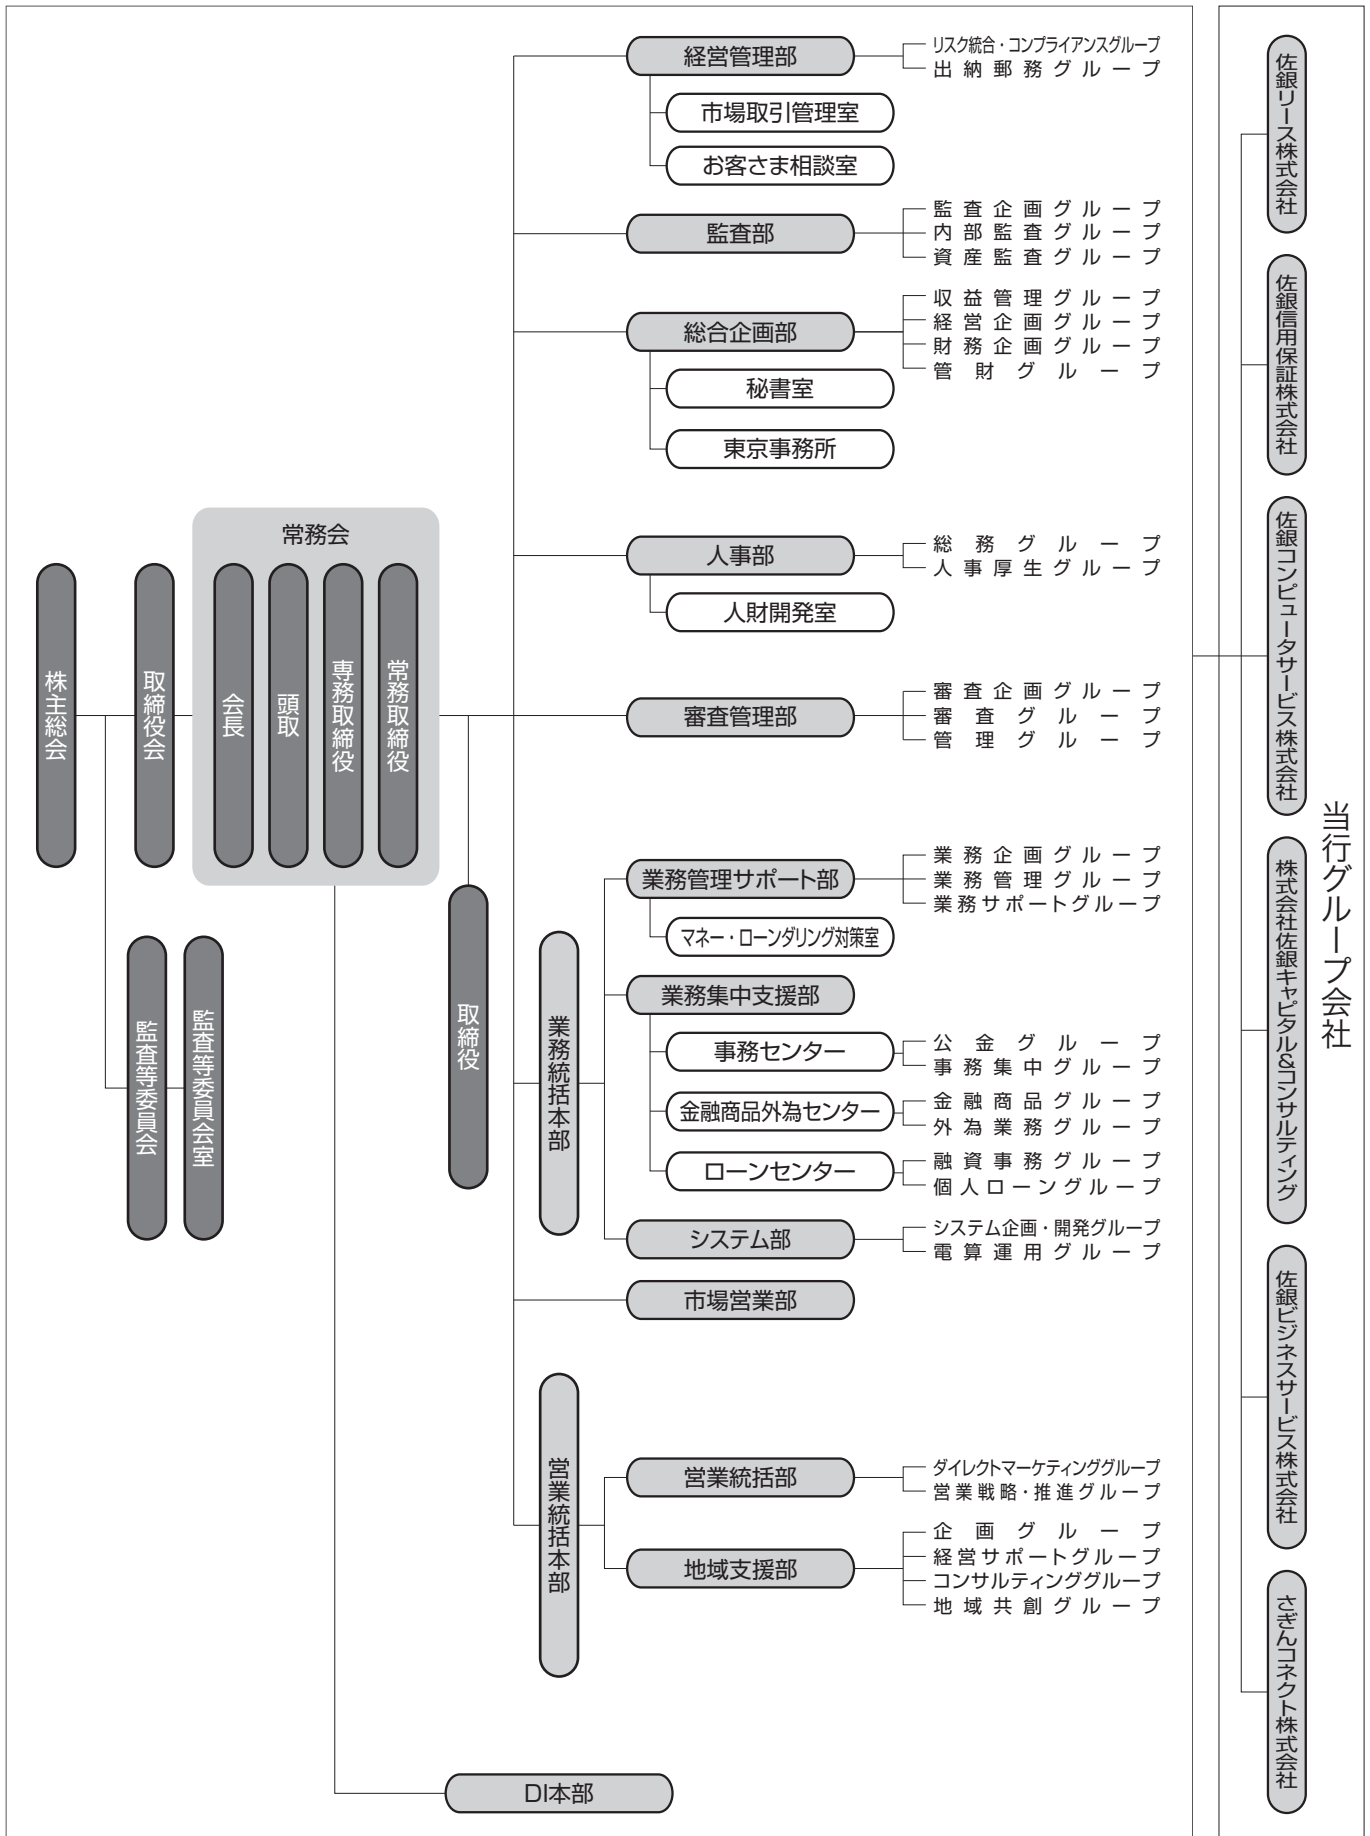 株主総会
取締役会
監査等委員会
監査等委員会室
常務会
会長
頭取
専務取締役
常務取締役
取締役
経営管理部
リスク統合・コンプライアンスグループ
出納郵務グループ
市場取引管理室
お客さま相談室
監査部
監査企画グループ
内部監査グループ
資産監査グループ
総合企画部
収益管理グループ
経営企画グループ
財務企画グループ
管財グループ
秘書室
東京事務所
人事部
総務グループ
人事厚生グループ
人財開発室
審査管理部
審査企画グループ
審査グループ
管理グループ
業務統括本部
業務管理サポート部
業務企画グループ
業務管理グループ
業務サポートグループ
マネー・ローンダリング対策室
業務集中支援部
事務センター
公金グループ
事務集中グループ
金融商品外為センター
金融商品グループ
外為業務グループ
ローンセンター
融資事務グループ
個人ローングループ
システム部
システム企画・開発グループ
電算運用グループ
市場営業部
営業統括本部
営業統括部
ダイレクトマーケティンググループ
営業戦略・推進グループ
地域支援部
企画グループ
経営サポートグループ
コンサルティンググループ
地域共創グループ
DI本部
当行グループ会社
佐銀リース株式会社
佐銀信用保証株式会社
佐銀コンピュータサービス株式会社
株式会社佐銀キャピタル&コンサルティング
佐銀ビジネスサービス株式会社
さぎんコネクト株式会社